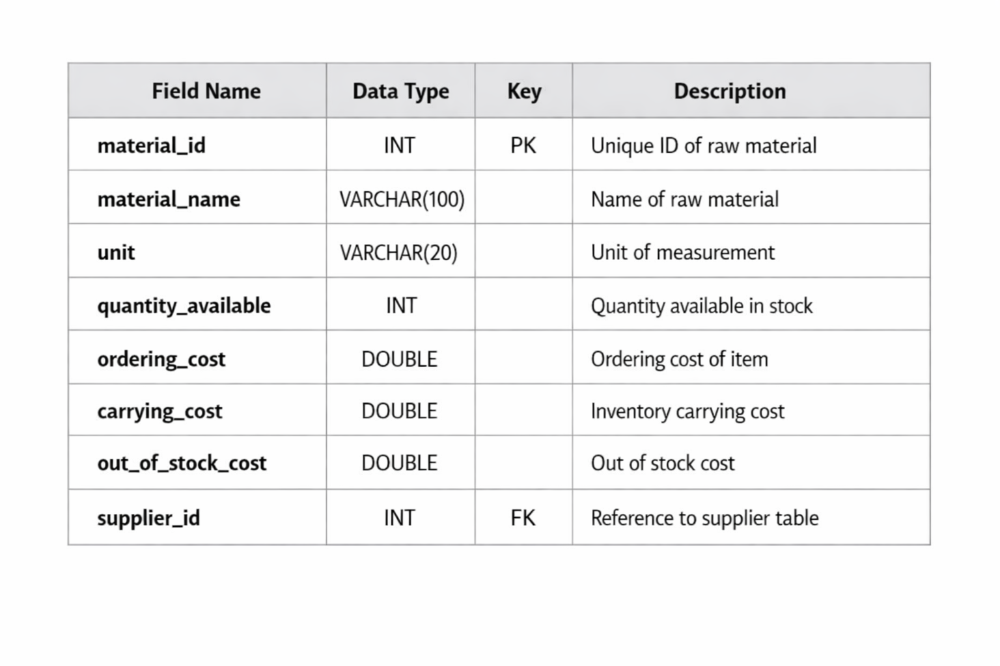 Field Name Data Type Key Description
material_id INT PK Unique ID of raw material
material_name VARCHAR(100) Name of raw material
unit VARCHAR(20) Unit of measurement
quantity_available INT Quantity available in stock
ordering_cost DOUBLE Ordering cost of item
carrying_cost DOUBLE Inventory carrying cost
out_of_stock_cost DOUBLE Out of stock cost
supplier_id INT FK Reference to supplier table